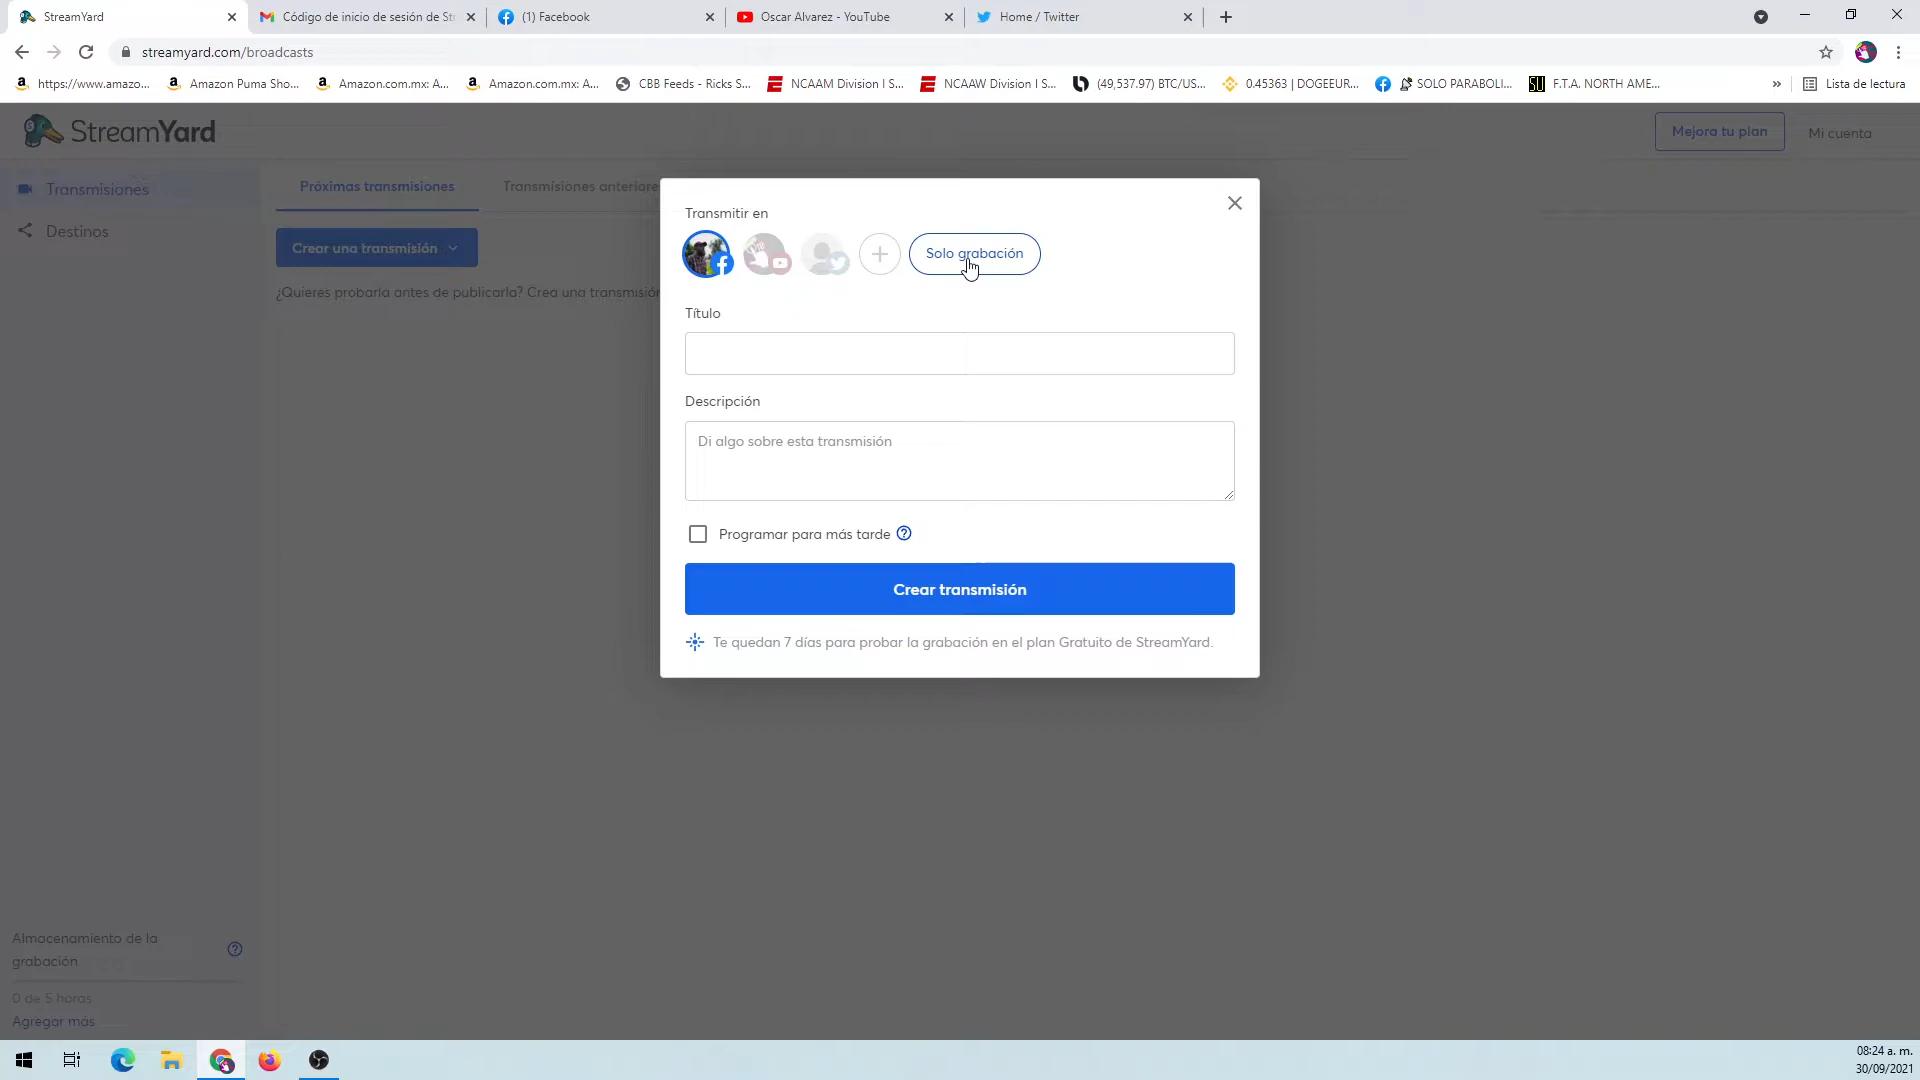 StreamYard
Código de inicio de sesión de St
(1) Facebook
Oscar Alvarez - YouTube
Home / Twitter
streamyard.com/broadcasts
https://www.amazo...
Amazon Puma Sho...
Amazon.com.mx: A...
Amazon.com.mx: A...
CBB Feeds - Ricks S...
NCAAM Division I S...
NCAAW Division I S...
(49,537.97) BTC/US...
0.45363 | DOGEEUR...
SOLO PARABOLI...
F.T.A. NORTH AME...
»
Lista de lectura
StreamYard
Mejora tu plan
Mi cuenta
Transmisiones
Destinos
Próximas transmisiones
Transmisiones anteriore
Crear una transmisión
¿Quieres probarla antes de publicarla? Crea una transmisión
Transmitir en
Solo grabación
Título
Descripción
Di algo sobre esta transmisión
Programar para más tarde
Crear transmisión
Te quedan 7 días para probar la grabación en el plan Gratuito de StreamYard.
Almacenamiento de la
grabación
0 de 5 horas
Agregar más
08:24 a. m.
30/09/2021